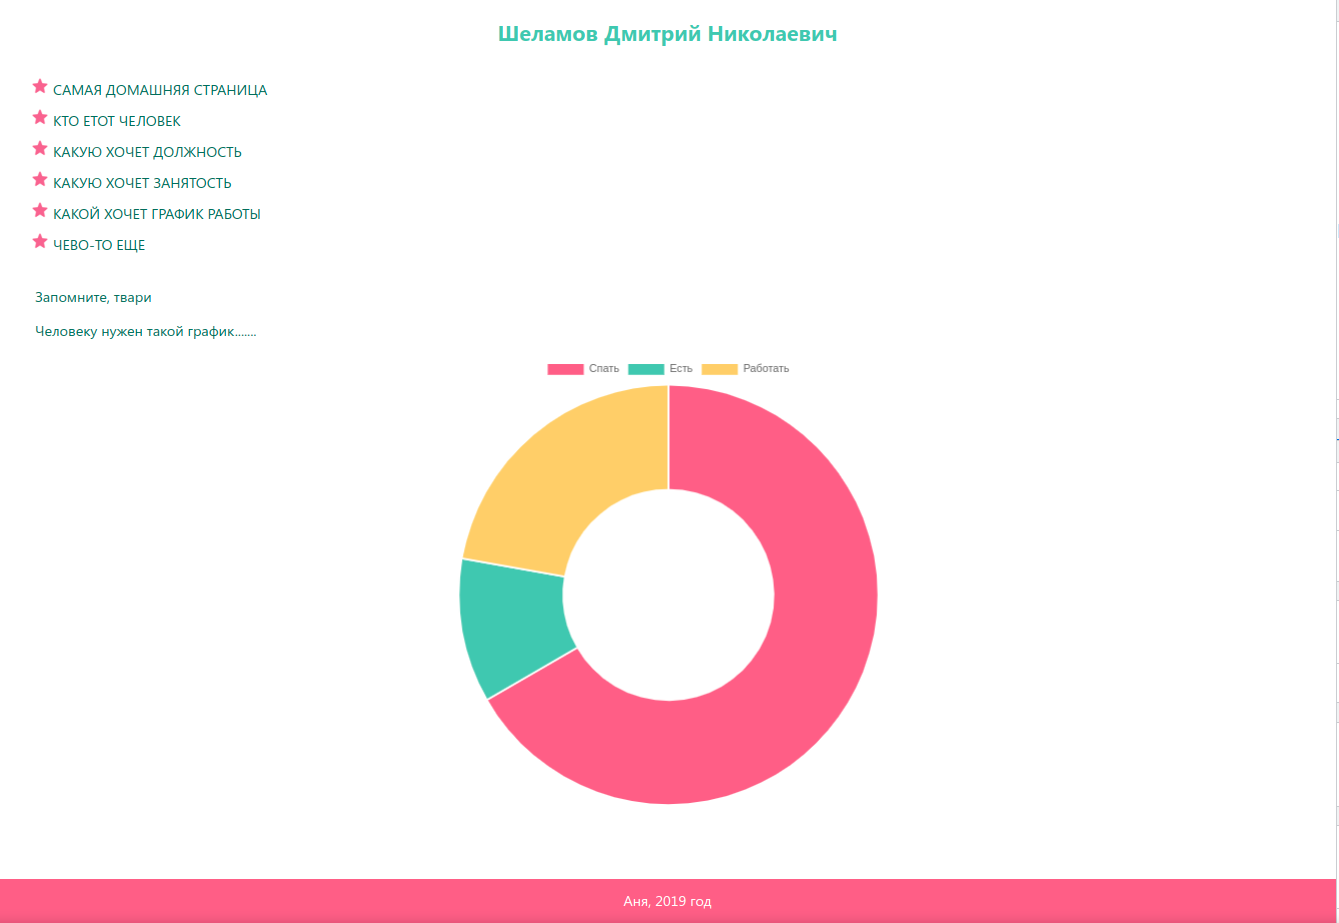 Шеламов Дмитрий Николаевич
САМАЯ ДОМАШНЯЯ СТРАНИЦА
КТО ЕТОТ ЧЕЛОВЕК
КАКУЮ ХОЧЕТ ДОЛЖНОСТЬ
КАКУЮ ХОЧЕТ ЗАНЯТОСТЬ
КАКОЙ ХОЧЕТ ГРАФИК РАБОТЫ
ЧЕВО-ТО ЕЩЕ
Запомните, твари
Человеку нужен такой график.......
Спать Есть Работать
Аня, 2019 год